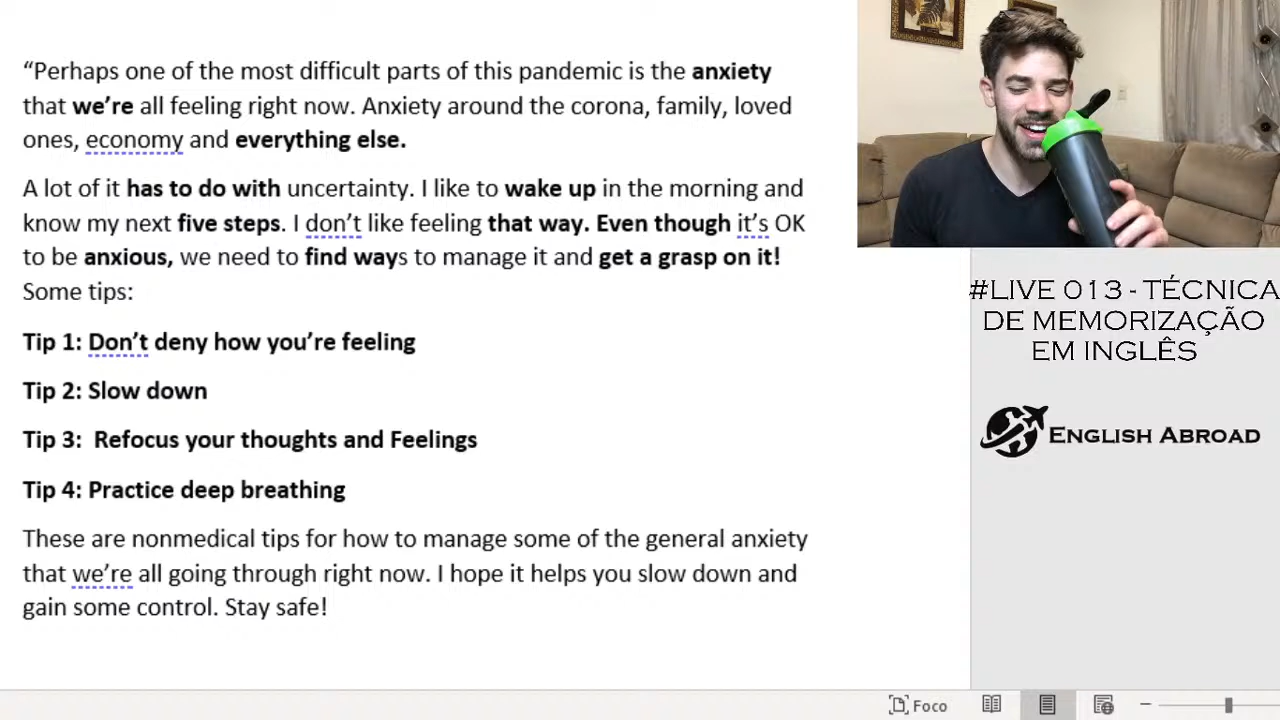 “Perhaps one of the most difficult parts of this pandemic is the anxiety
that we’re all feeling right now. Anxiety around the corona, family, loved
ones, economy and everything else.
A lot of it has to do with uncertainty. I like to wake up in the morning and
know my next five steps. I don’t like feeling that way. Even though it’s OK
to be anxious, we need to find ways to manage it and get a grasp on it!
Some tips:
Tip 1: Don’t deny how you’re feeling
Tip 2: Slow down
Tip 3:  Refocus your thoughts and Feelings
Tip 4: Practice deep breathing
These are nonmedical tips for how to manage some of the general anxiety
that we’re all going through right now. I hope it helps you slow down and
gain some control. Stay safe!
#LIVE 013 - TÉCNICA
DE MEMORIZAÇÃO
EM INGLÊS
ENGLISH ABROAD
Foco